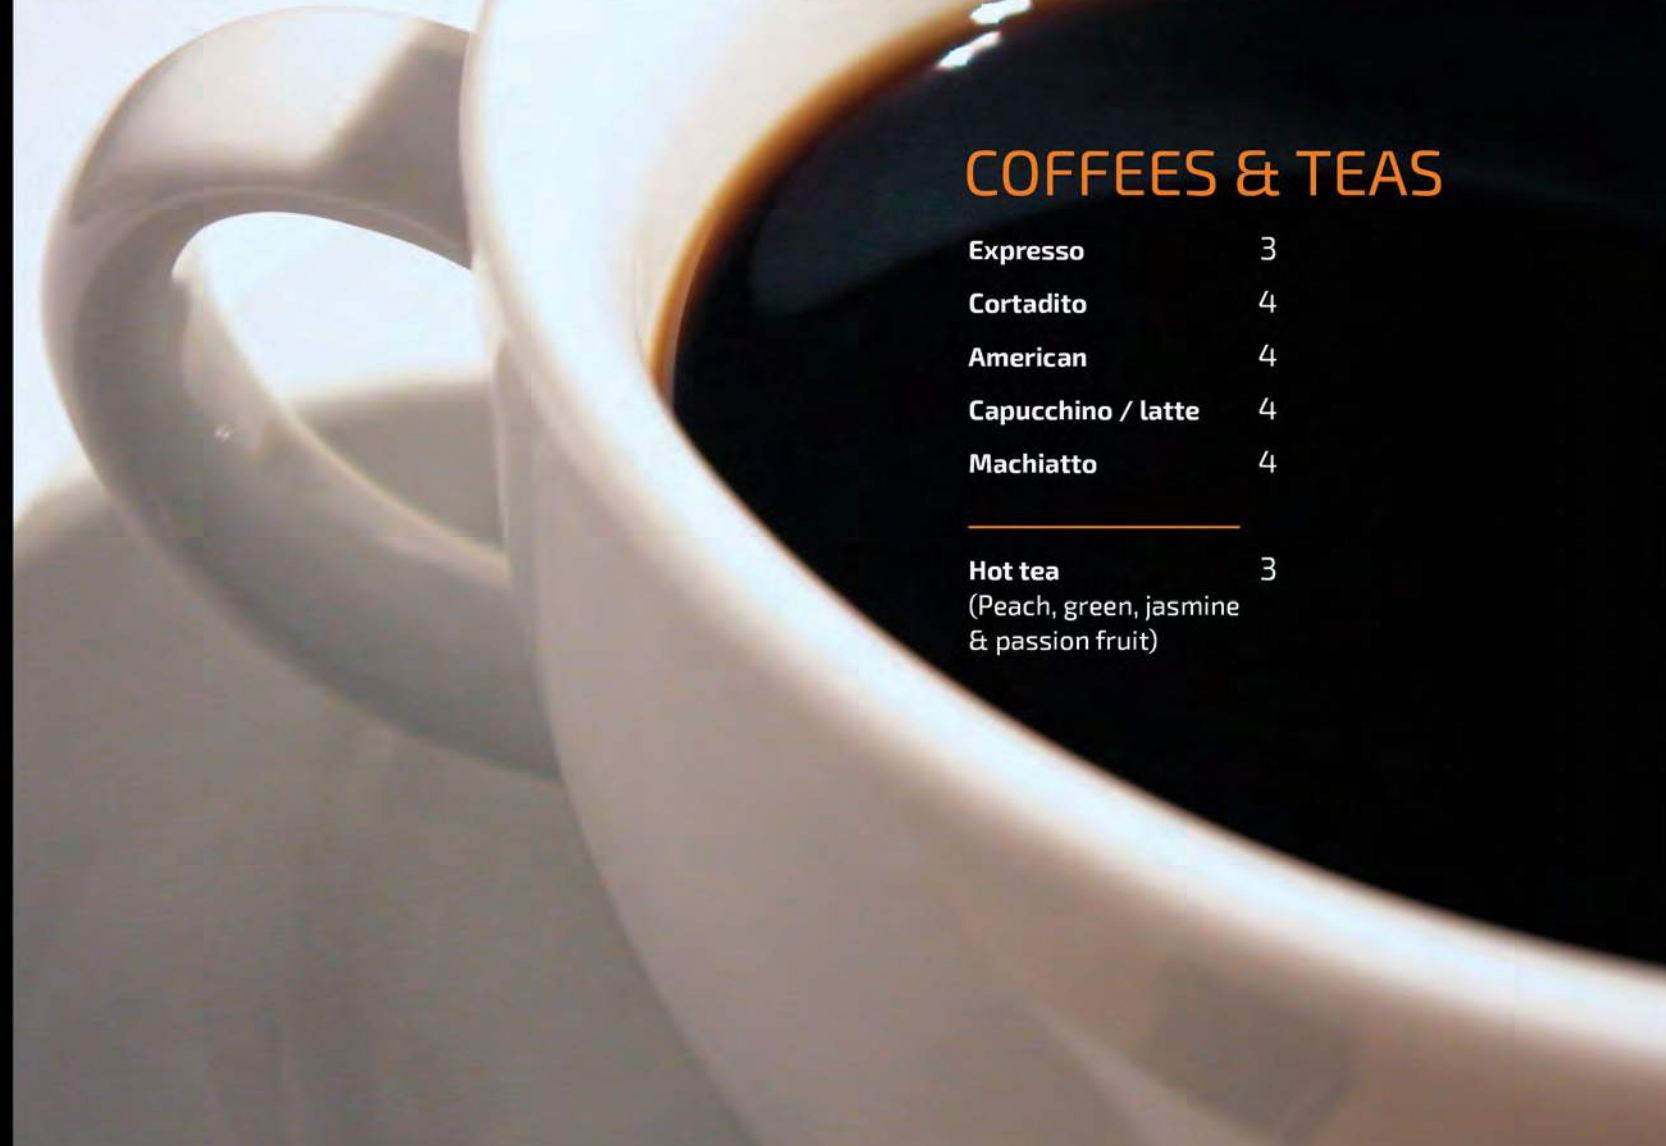 COFFEES & TEAS
Expresso 3
Cortadito 4
American 4
Capucchino / latte 4
Machiatto 4
Hot tea 3
(Peach, green, jasmine
& passion fruit)